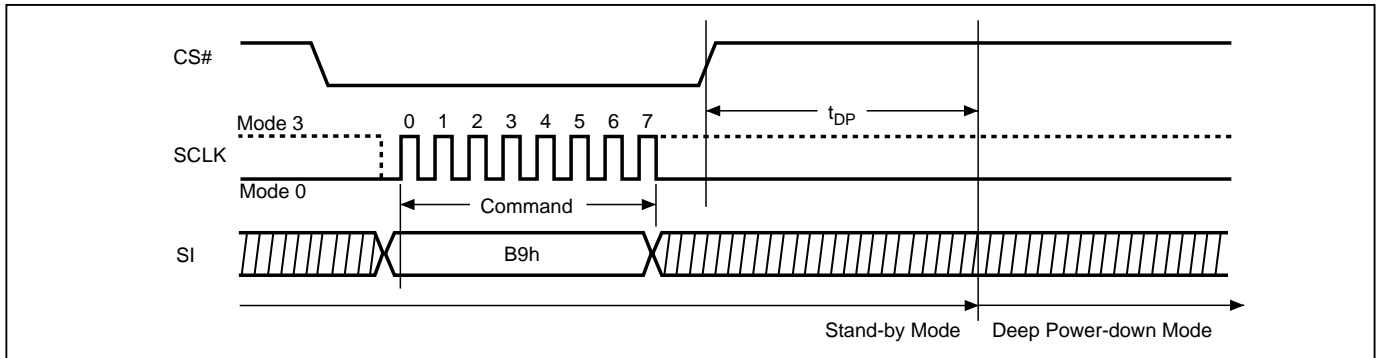 CS#
tDP
Mode 3
0 1 2 3 4 5 6 7
SCLK
Mode 0
Command
SI
B9h
Stand-by Mode
Deep Power-down Mode